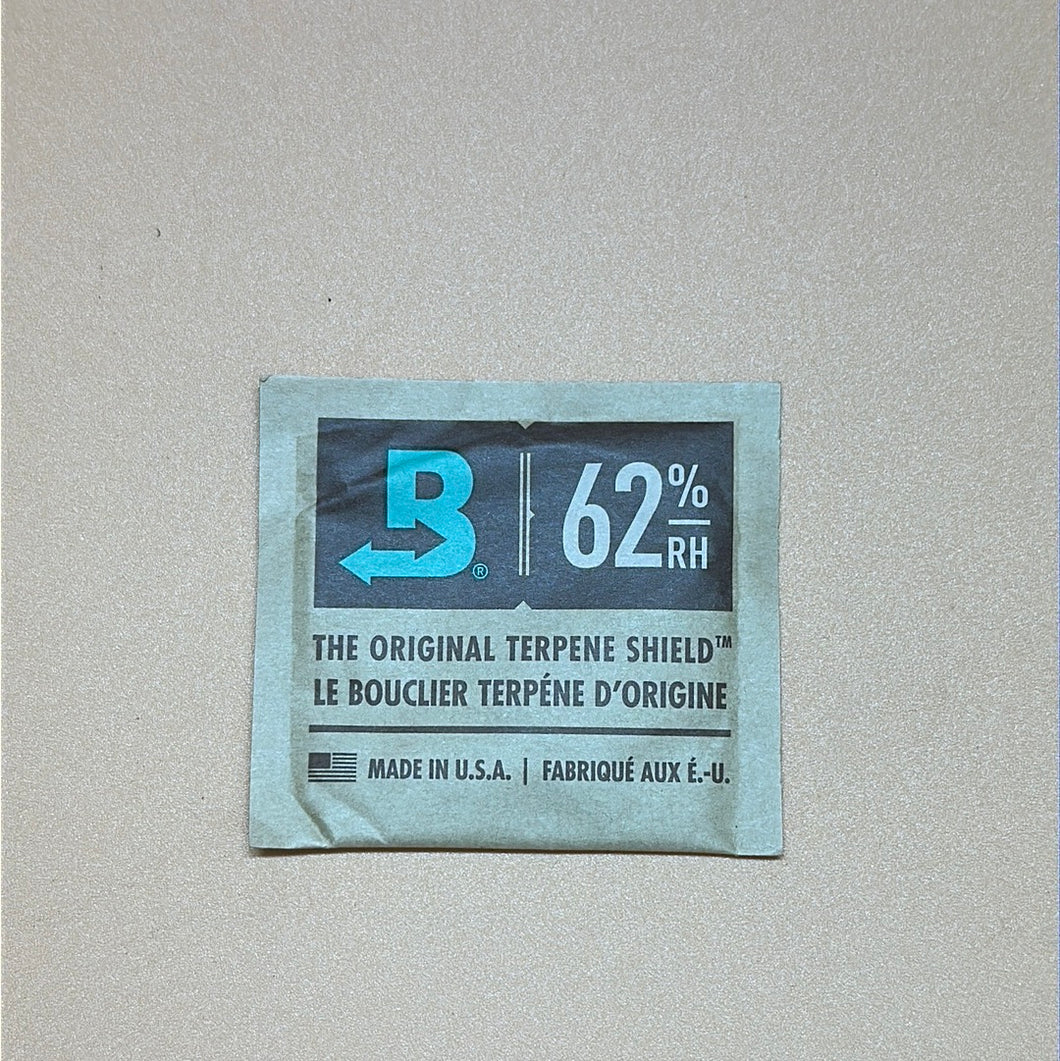 B®
62%
RH
THE ORIGINAL TERPENE SHIELD™
LE BOUCLIER TERPÉNE D'ORIGINE
MADE IN U.S.A. | FABRIQUÉ AUX É.-U.